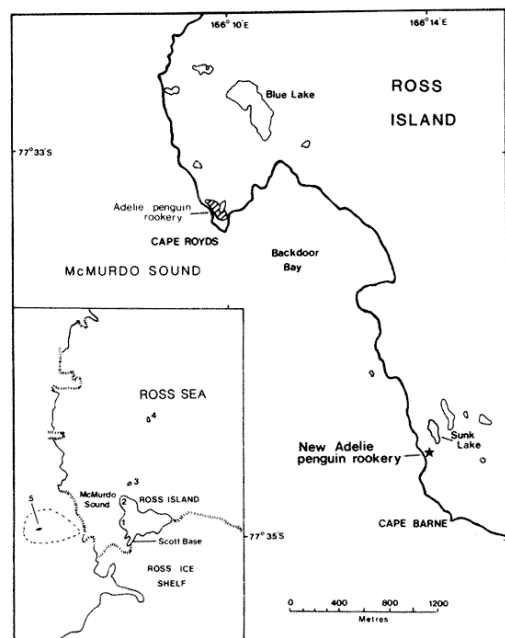 166°10'E
166°14'E
Blue Lake
ROSS
ISLAND
77°33'S
Adelie penguin
rookery
CAPE ROYDS
McMURDO SOUND
Backdoor
Bay
ROSS SEA
4
New Adelie
penguin rookery
Sunk
Lake
3
5
McMurdo
Sound
2
ROSS ISLAND
1
Scott Base
CAPE BARNE
77°35'S
ROSS ICE
SHELF
0 400 800 1200
Metres